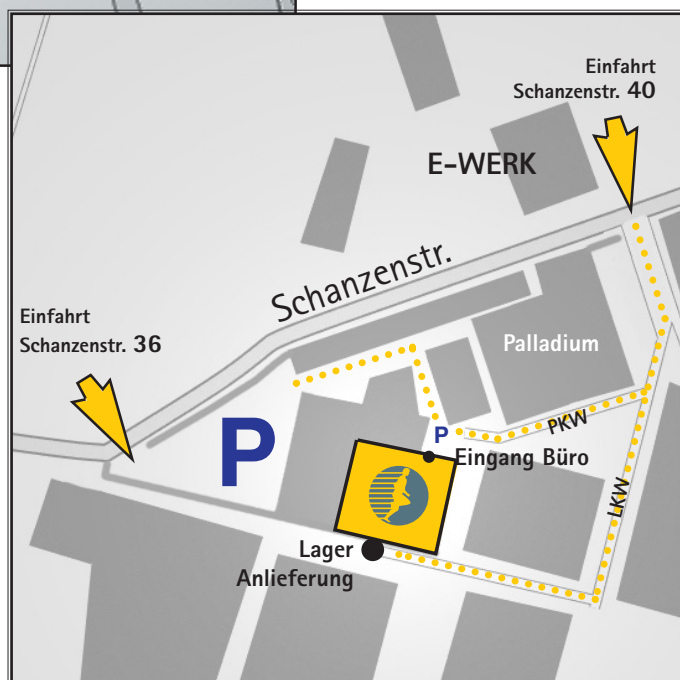 Einfahrt
Schanzenstr. 40
E-WERK
Schanzenstr.
Einfahrt
Schanzenstr. 36
Palladium
P
PKW
P
Eingang Büro
LKW
Lager
Anlieferung